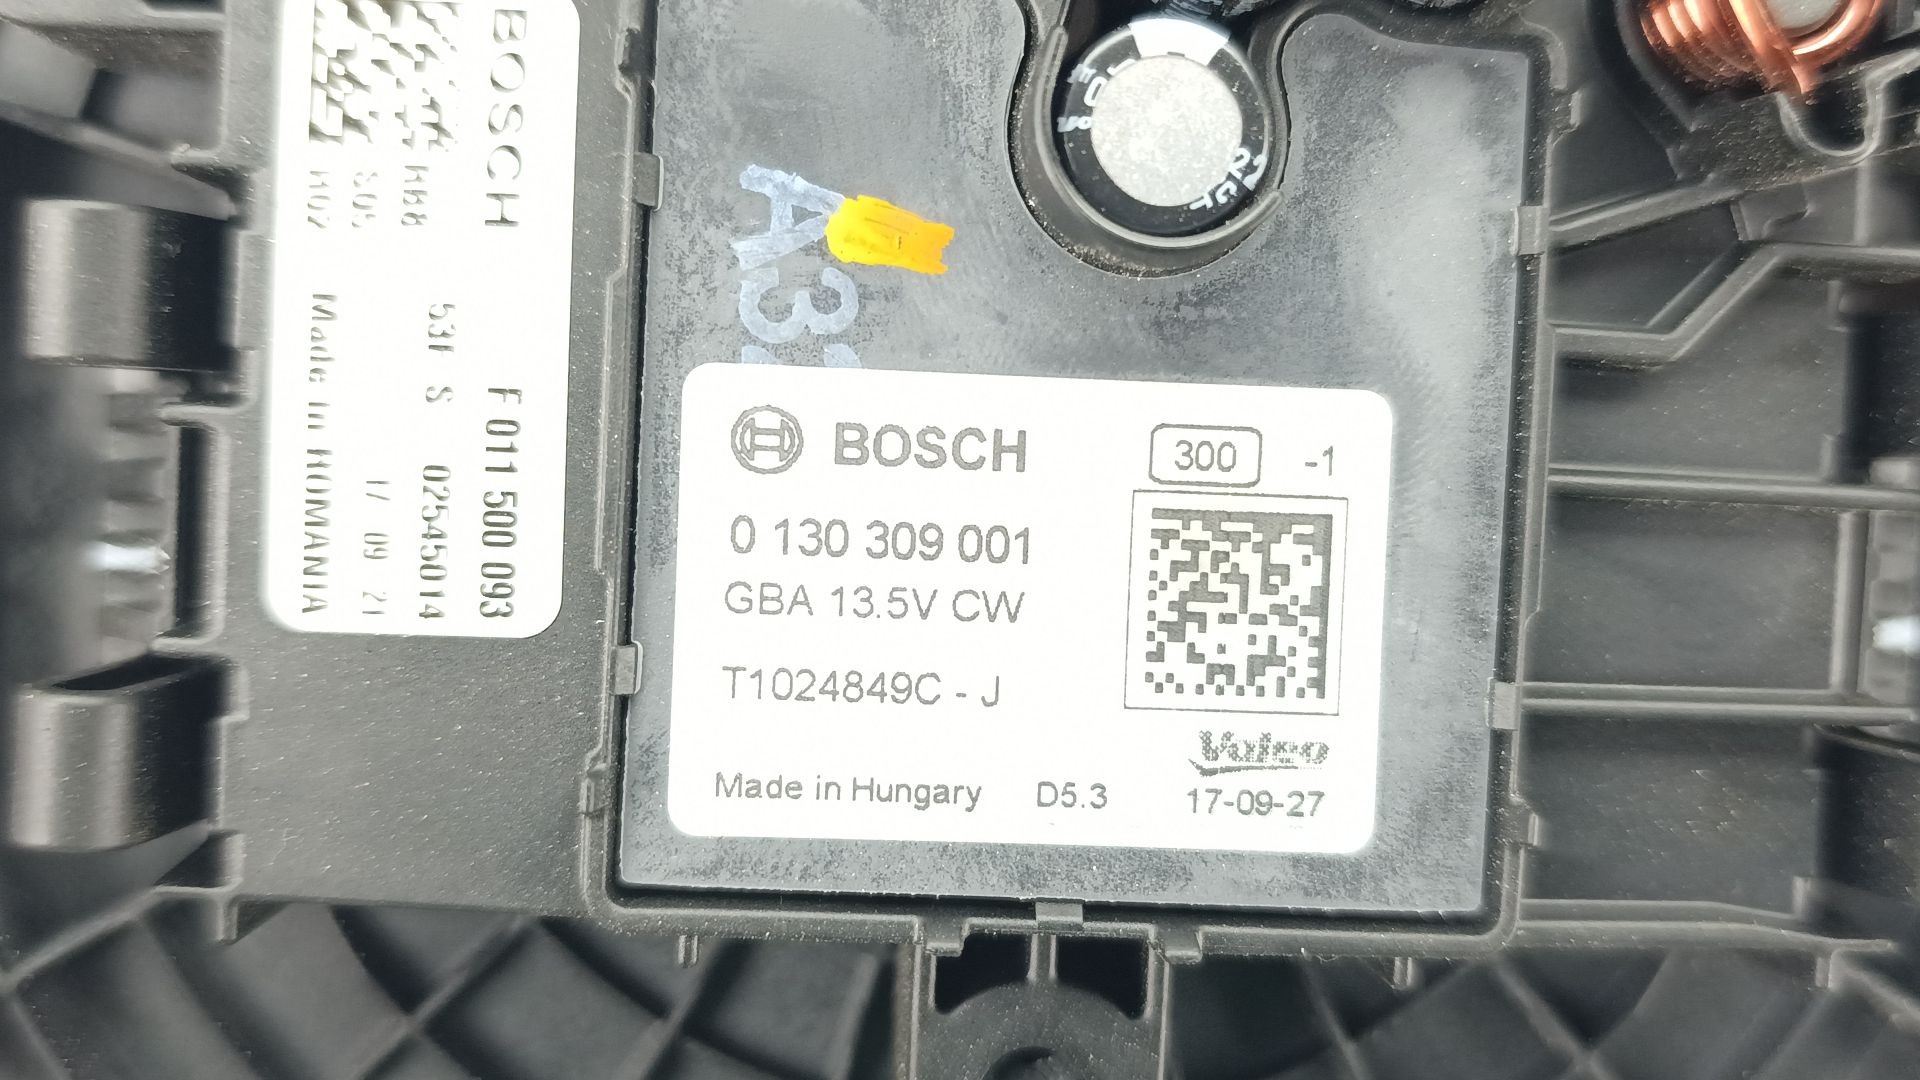 BOSCH
F 011 500 093
53F S 02545014
17 09 21
Made in ROMANIA
A32
BOSCH
300 -1
0 130 309 001
GBA 13.5V CW
T1024849C - J
Valeo
Made in Hungary D5.3 17-09-27